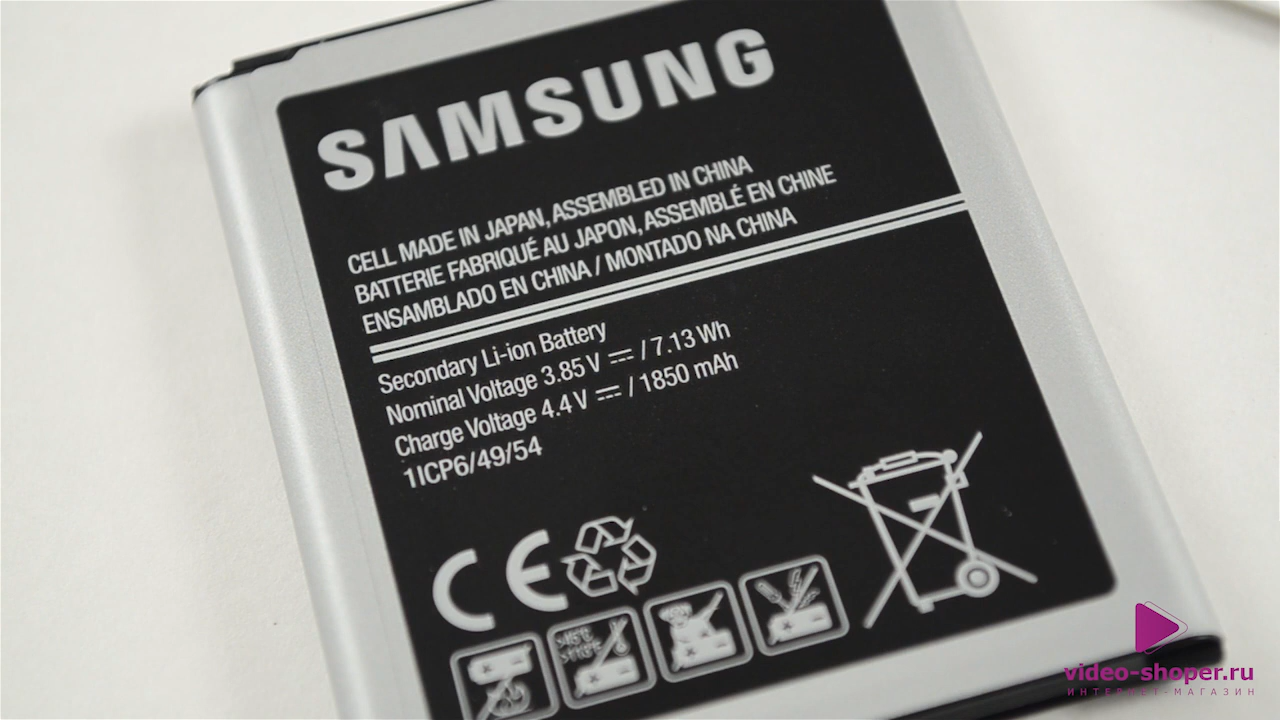 SAMSUNG
CELL MADE IN JAPAN, ASSEMBLED IN CHINA
BATTERIE FABRIQUÉ AU JAPON, ASSEMBLÉ EN CHINE
ENSAMBLADO EN CHINA / MONTADO NA CHINA
Secondary Li-ion Battery
Nominal Voltage 3.85 V ⎓ / 7.13 Wh
Charge Voltage 4.4 V ⎓ / 1850 mAh
1ICP6/49/54
CE
video-shoper.ru
ИНТЕРНЕТ-МАГАЗИН